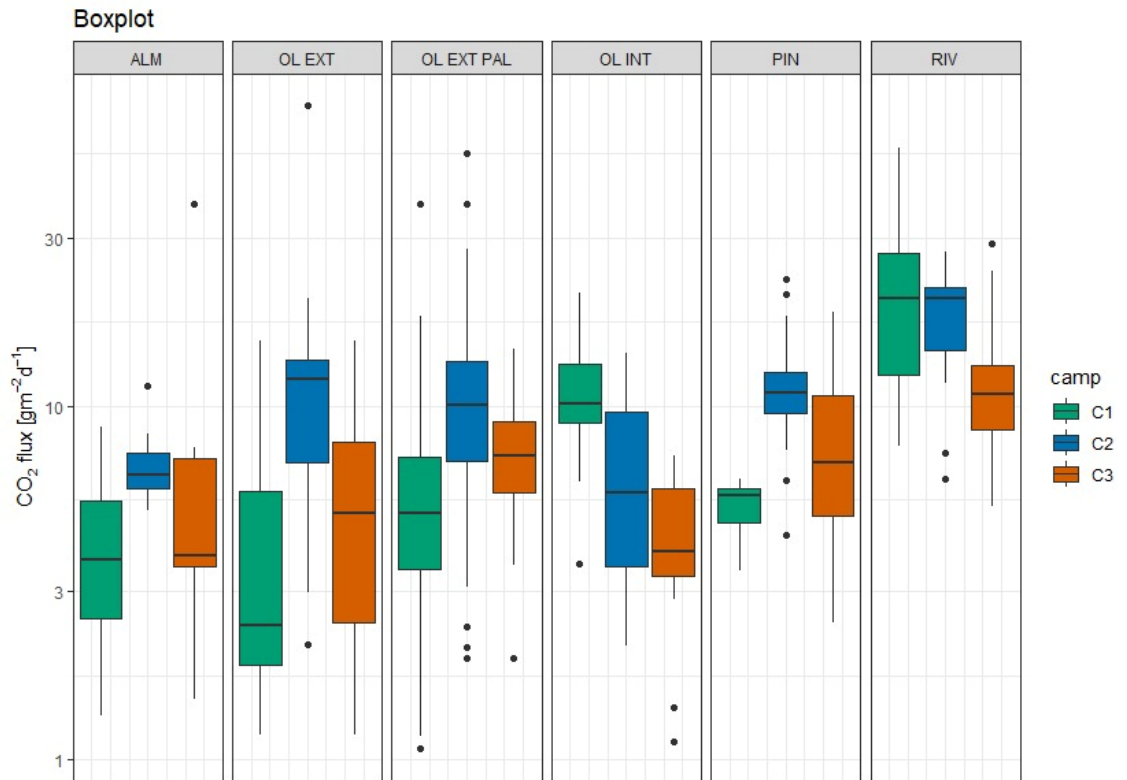 Boxplot
ALM
OL EXT
OL EXT PAL
OL INT
PIN
RIV
30
10
3
1
CO₂ flux [gm⁻²d⁻¹]
camp
C1
C2
C3